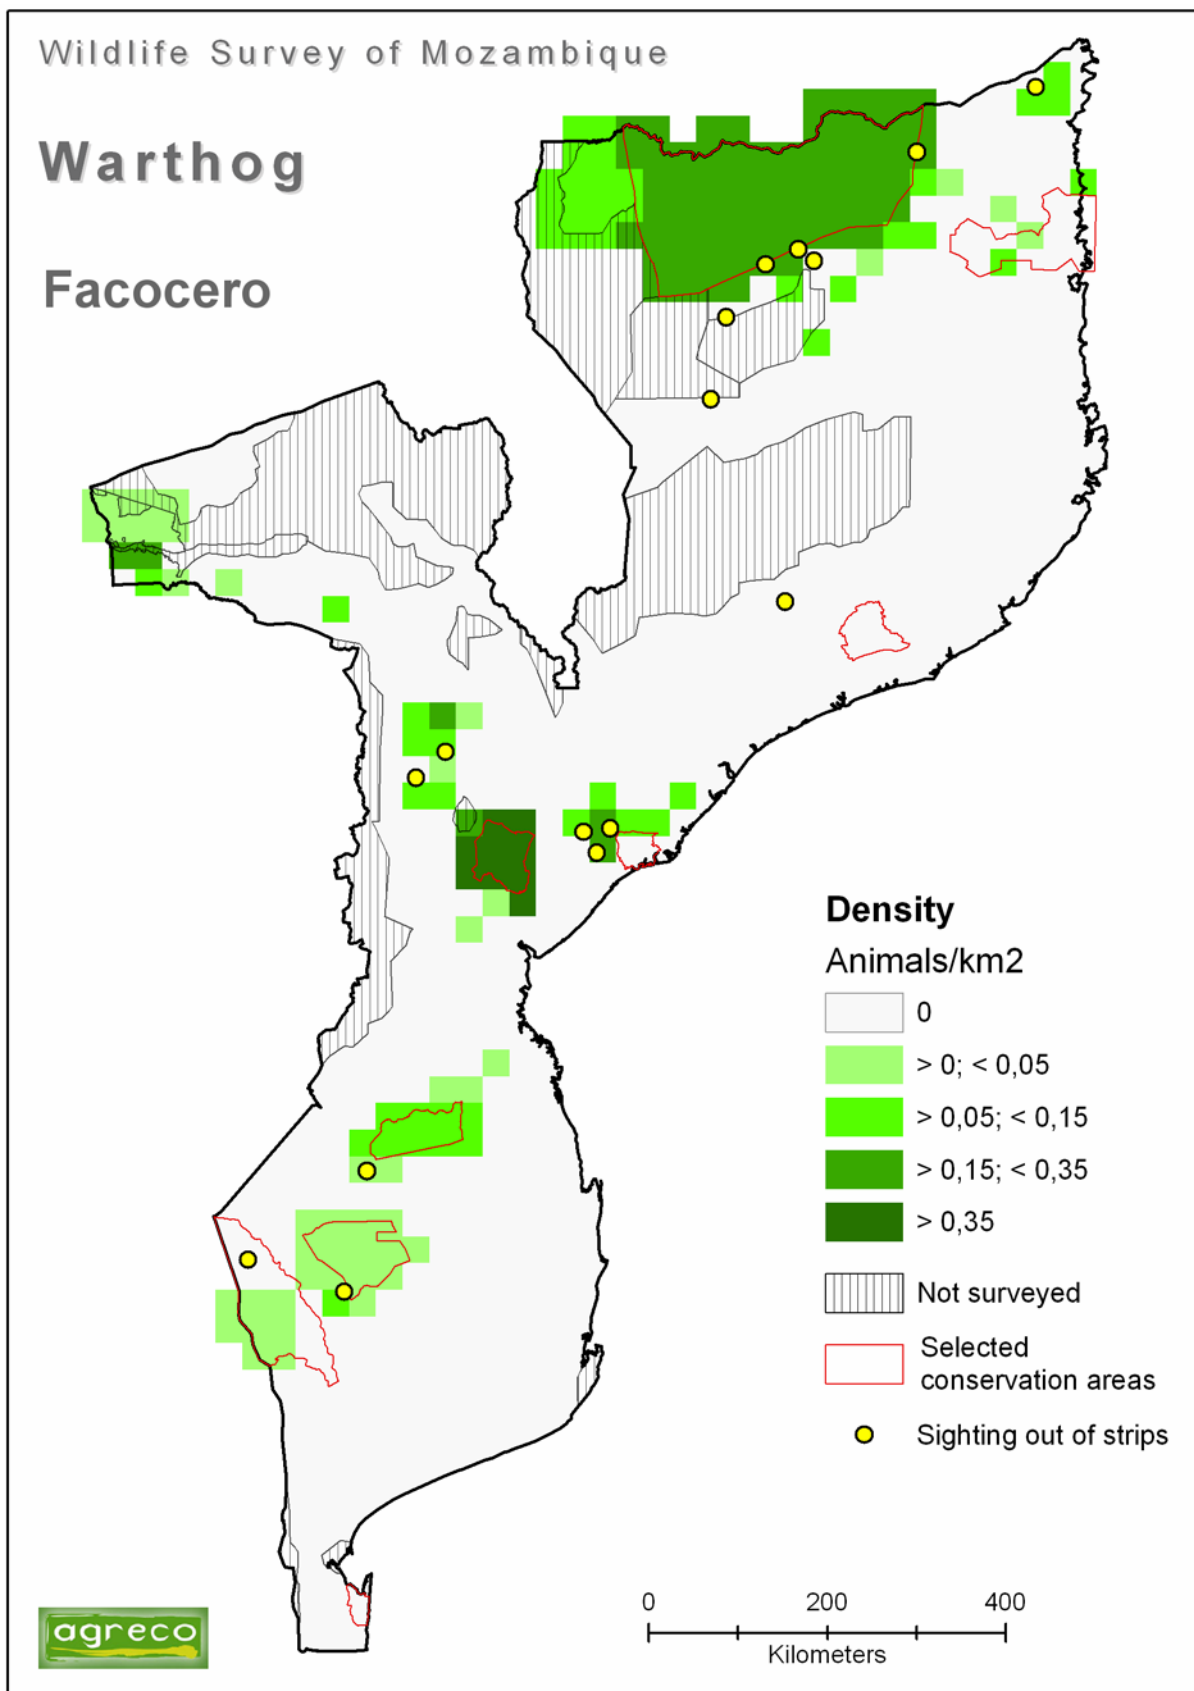 Wildlife Survey of Mozambique
Warthog
Facocero
Density
Animals/km2
0
> 0; < 0,05
> 0,05; < 0,15
> 0,15; < 0,35
> 0,35
Not surveyed
Selected
conservation areas
Sighting out of strips
0 200 400
Kilometers
agreco